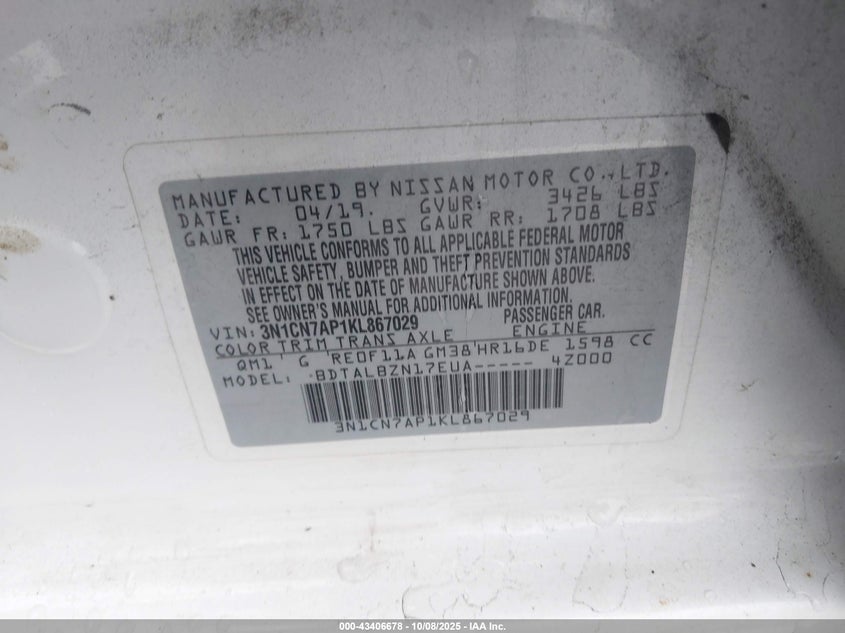 MANUFACTURED BY NISSAN MOTOR CO., LTD.
DATE: 04/19. GVWR: 3426 LBS
GAWR FR: 1750 LBS GAWR RR: 1708 LBS
THIS VEHICLE CONFORMS TO ALL APPLICABLE FEDERAL MOTOR
VEHICLE SAFETY, BUMPER AND THEFT PREVENTION STANDARDS
IN EFFECT ON THE DATE OF MANUFACTURE SHOWN ABOVE.
SEE OWNER'S MANUAL FOR ADDITIONAL INFORMATION.
VIN: 3N1CN7AP1KL867029 PASSENGER CAR.
COLOR TRIM TRANS AXLE ENGINE
QM1 G RE0F11A GM38 HR16DE 1598 CC
MODEL: BDTALBZN17EUA----- 4Z000
3N1CN7AP1KL867029
000-43406678 | 10/08/2025 - IAA Inc.